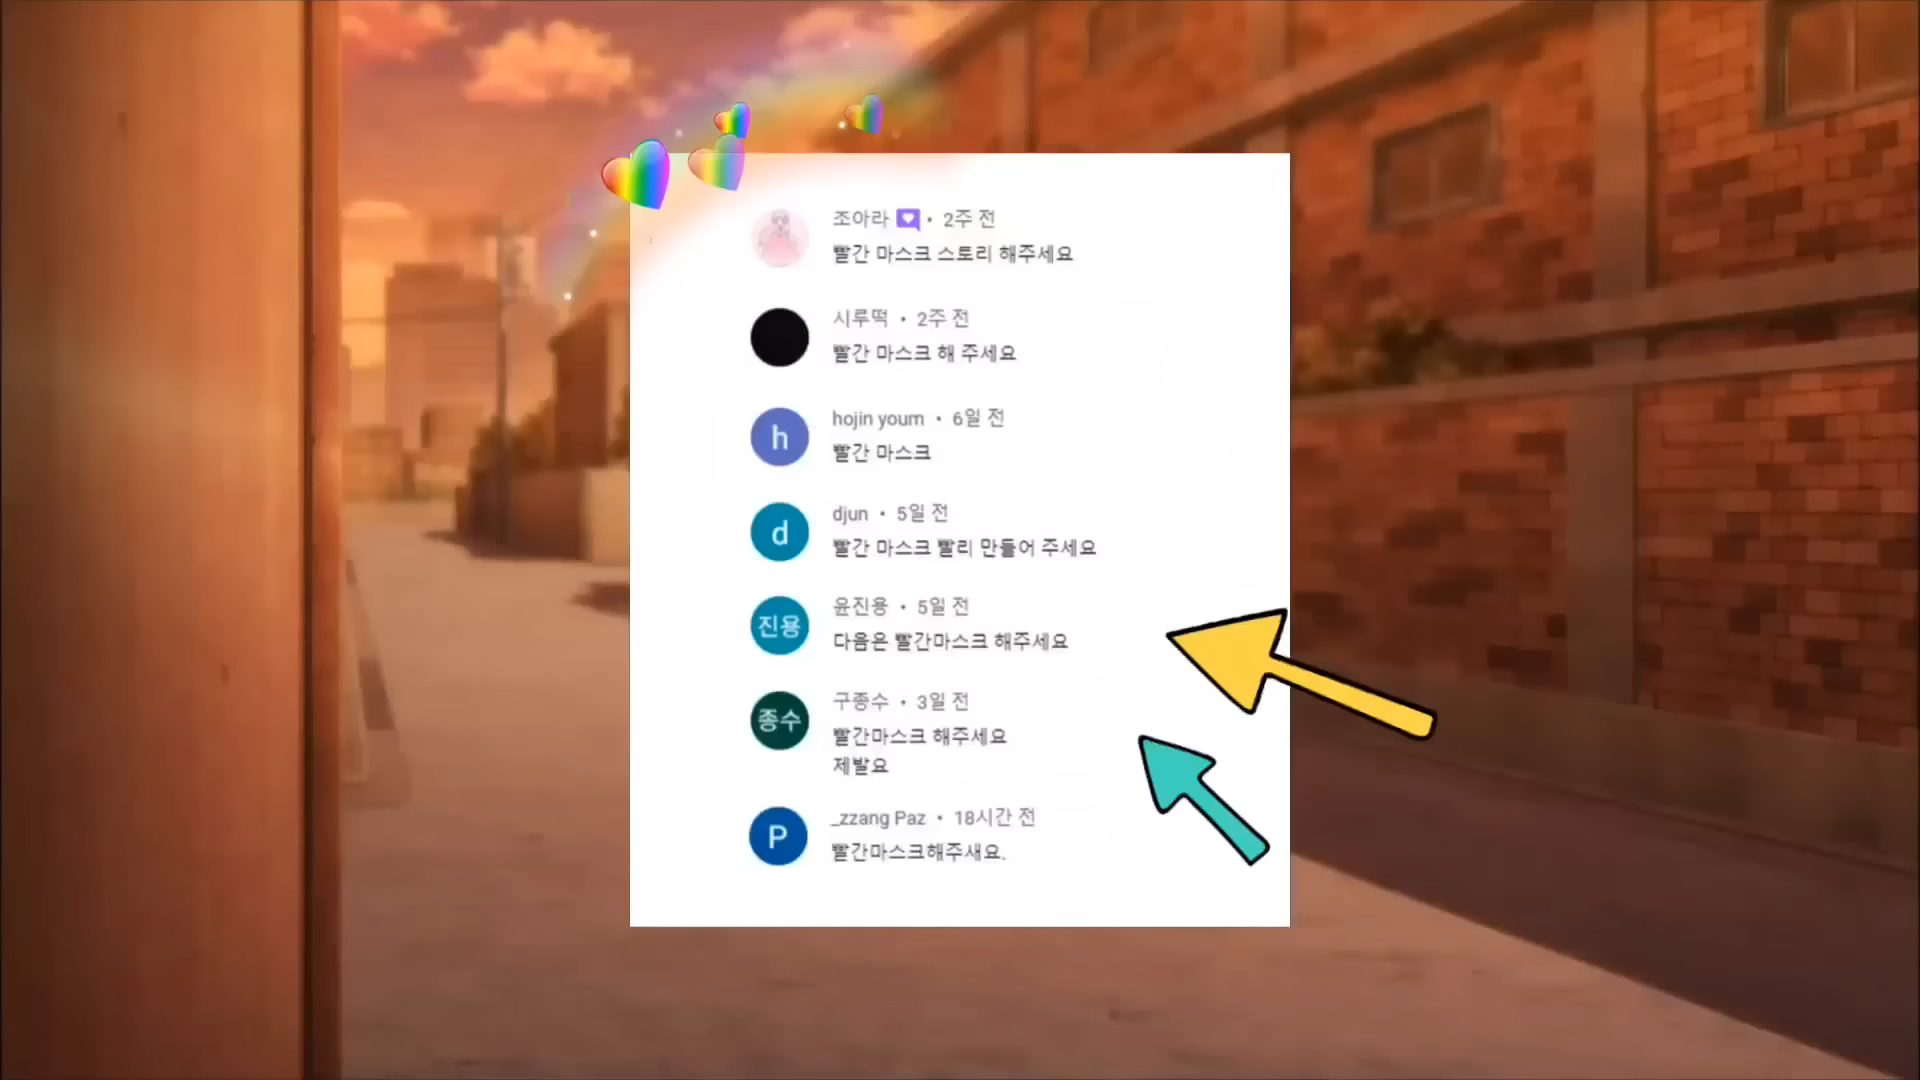 조아라 • 2주 전
빨간 마스크 스토리 해주세요
시루떡 • 2주 전
빨간 마스크 해 주세요
h
hojin youm • 6일 전
빨간 마스크
d
djun • 5일 전
빨간 마스크 빨리 만들어 주세요
진용
윤진용 • 5일 전
다음은 빨간마스크 해주세요
종수
구종수 • 3일 전
빨간마스크 해주세요
제발요
P
_zzang Paz • 18시간 전
빨간마스크해주새요.